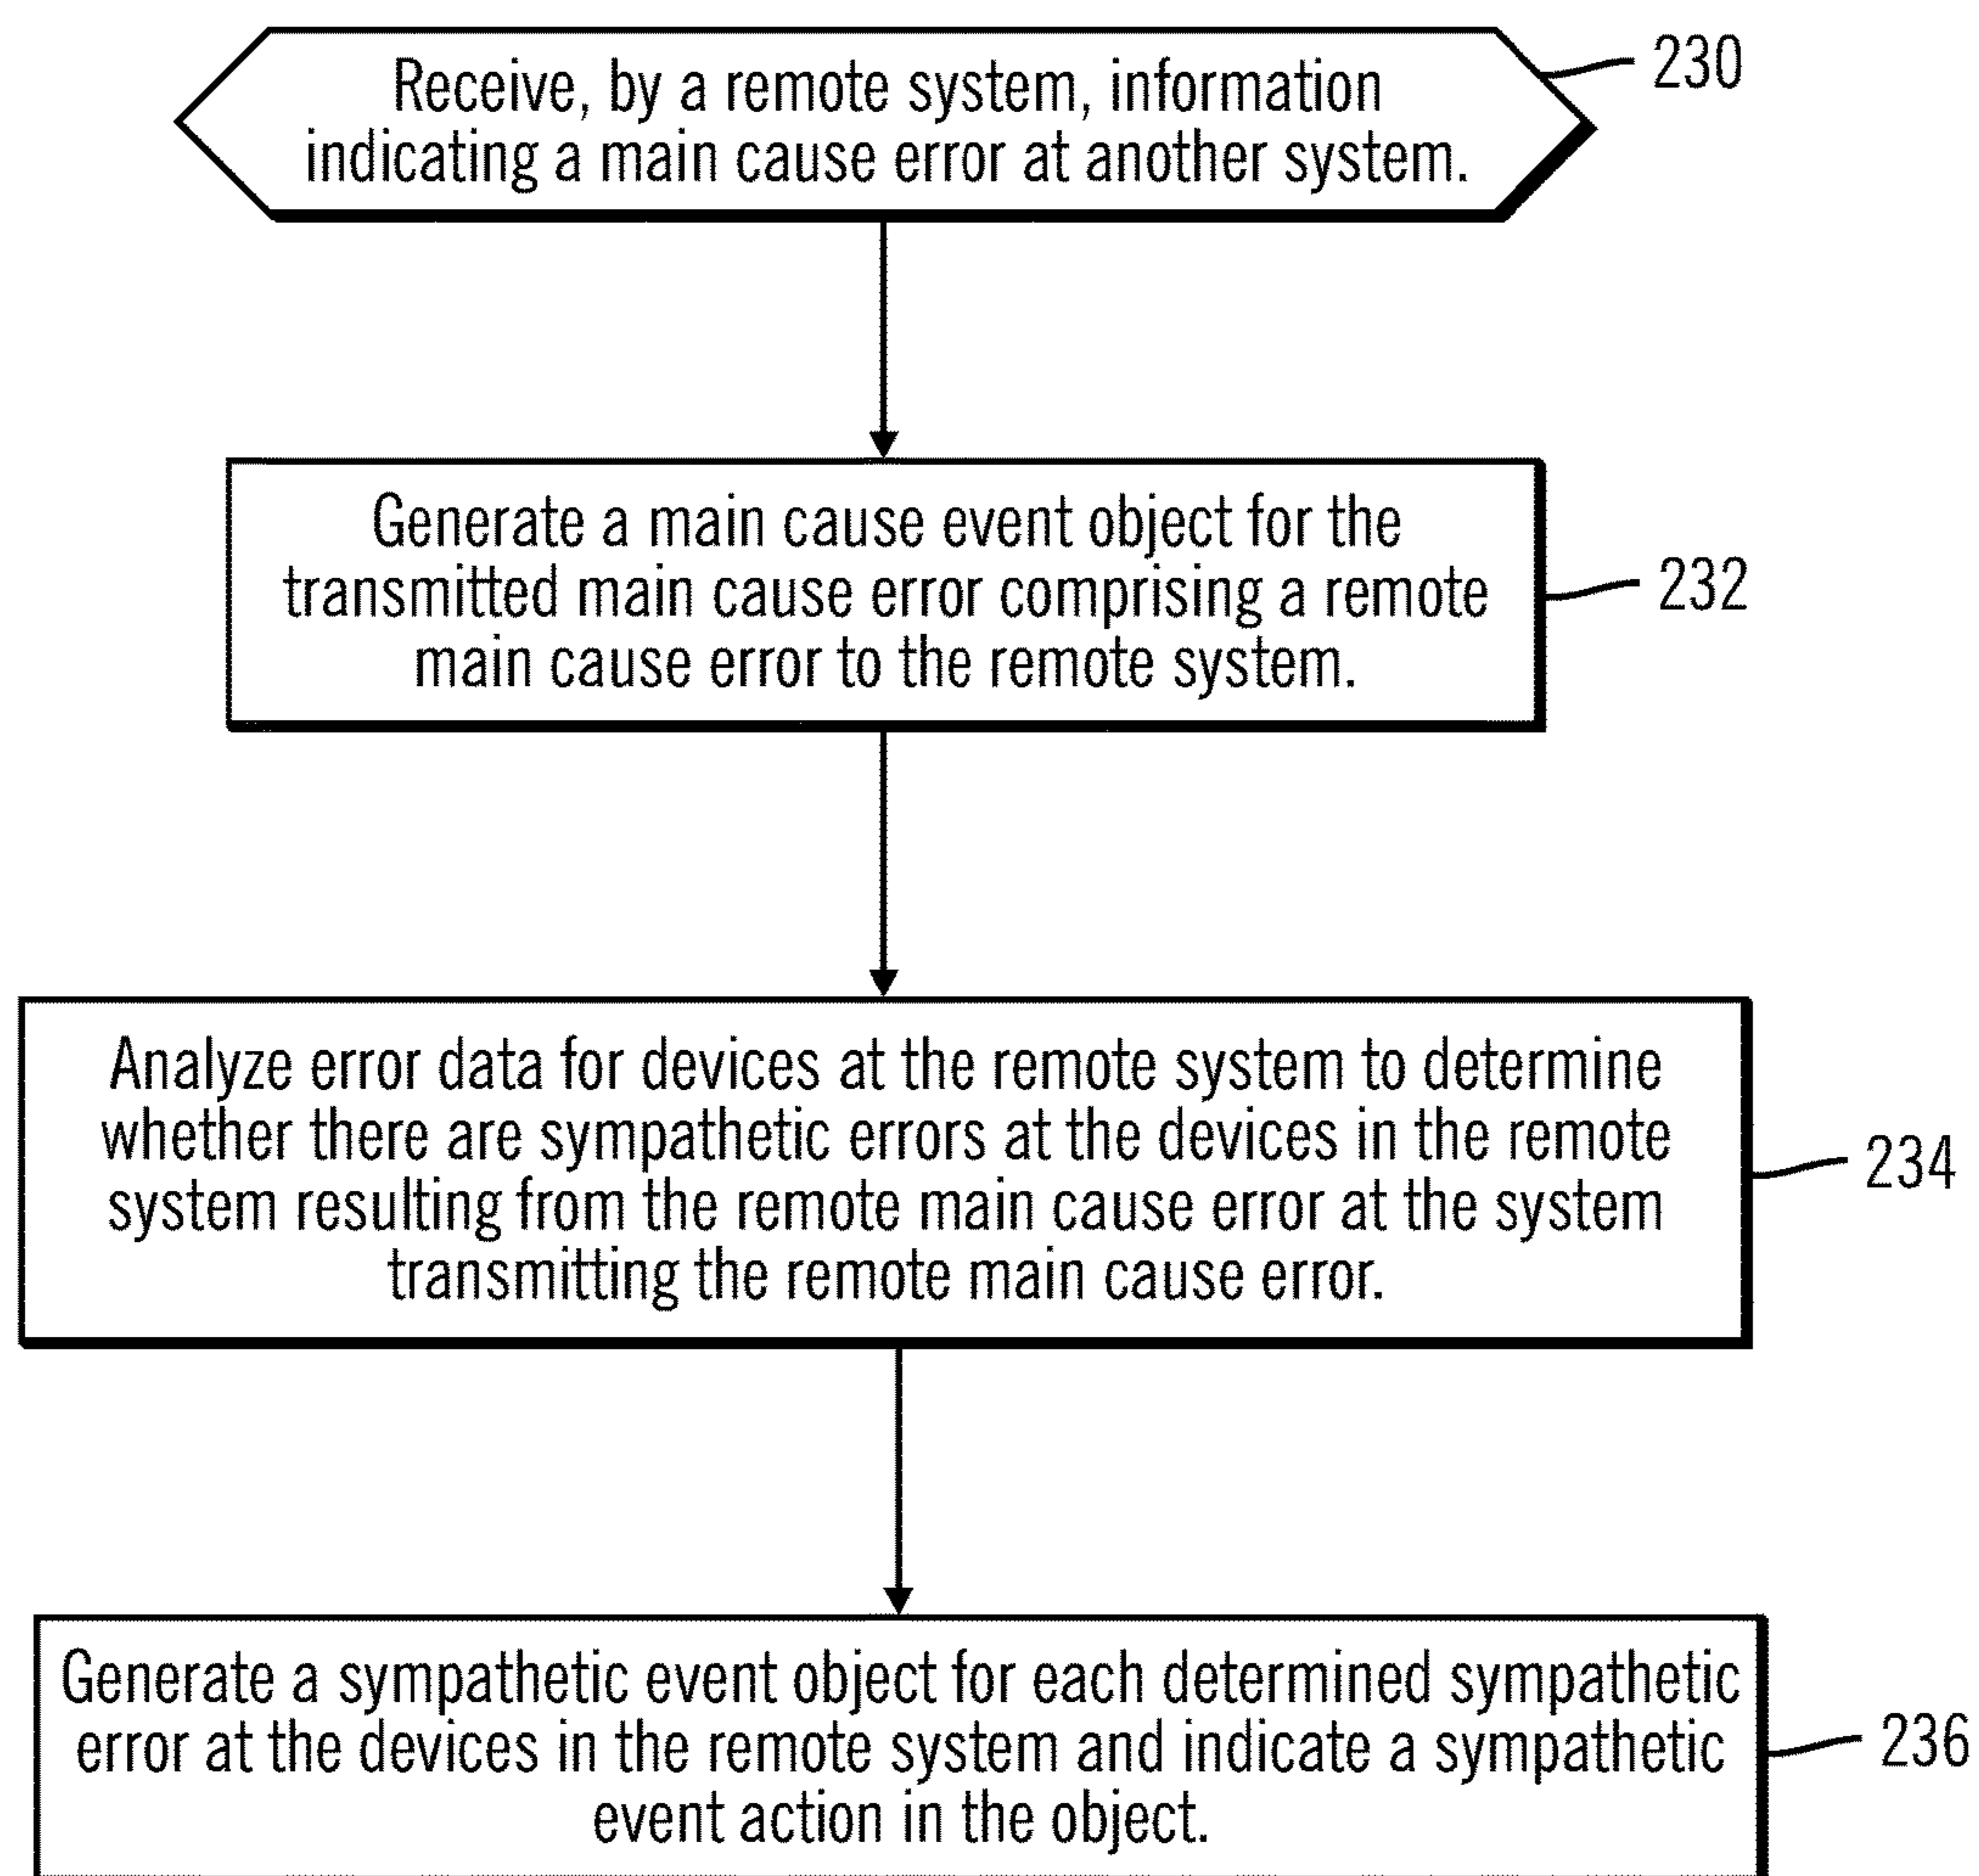 Receive, by a remote system, information
indicating a main cause error at another system.
230
Generate a main cause event object for the
transmitted main cause error comprising a remote
main cause error to the remote system.
232
Analyze error data for devices at the remote system to determine
whether there are sympathetic errors at the devices in the remote
system resulting from the remote main cause error at the system
transmitting the remote main cause error.
234
Generate a sympathetic event object for each determined sympathetic
error at the devices in the remote system and indicate a sympathetic
event action in the object.
236